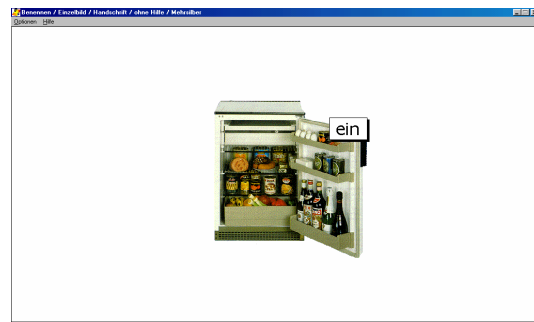 Benennen / Einzelbild / Handschrift / ohne Hilfe / Mehrsilber
Optionen Hilfe
ein